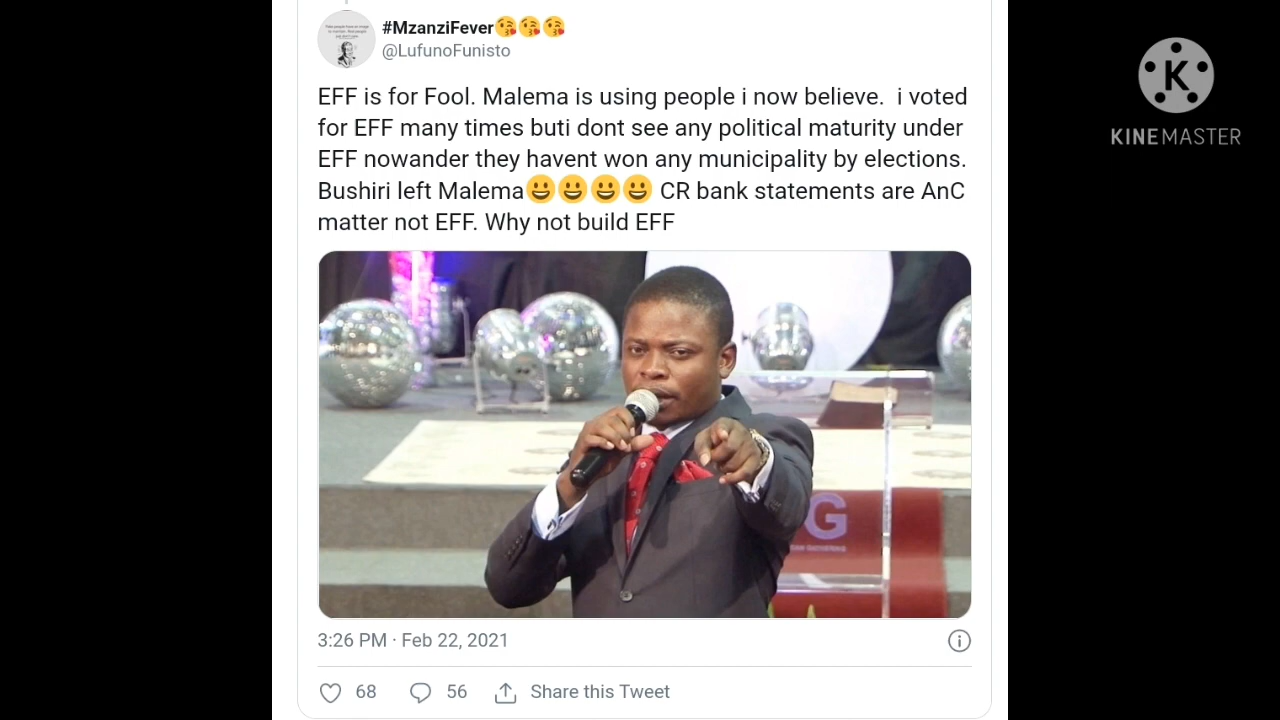 #MzanziFever😘😘😘
@LufunoFunisto
EFF is for Fool. Malema is using people i now believe.  i voted
for EFF many times buti dont see any political maturity under
EFF nowander they havent won any municipality by elections.
Bushiri left Malema😃😃😃😃 CR bank statements are AnC
matter not EFF. Why not build EFF
G
3:26 PM · Feb 22, 2021
68
56
Share this Tweet
K
KINEMASTER